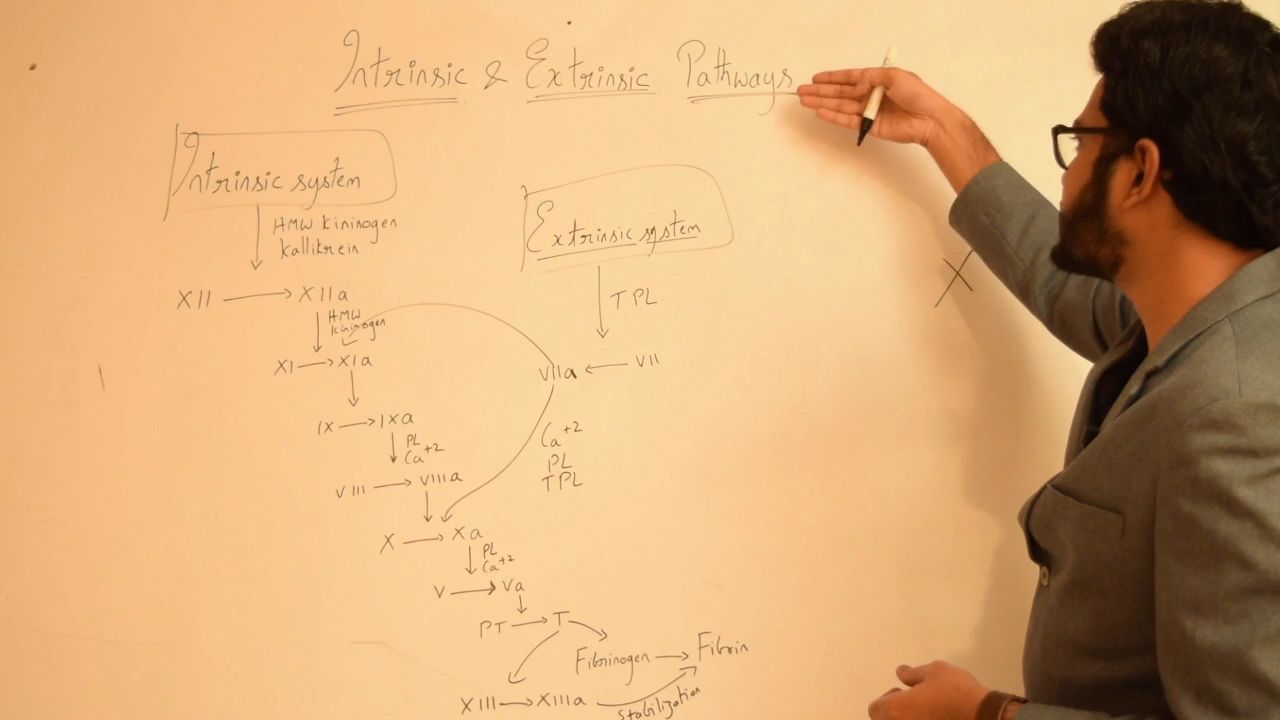 Intrinsic & Extrinsic Pathways
Intrinsic system
HMW kininogen
kallikrein
Extrinsic system
TPL
XII → XIIa
HMW
kininogen
XI → XIa
VIIa ← VII
IX → IXa
PL
Ca+2
Ca+2
PL
TPL
VIII → VIIIa
X → Xa
PL
Ca+2
V → Va
PT → T
Fibrinogen → Fibrin
XIII → XIIIa
stabilization
X